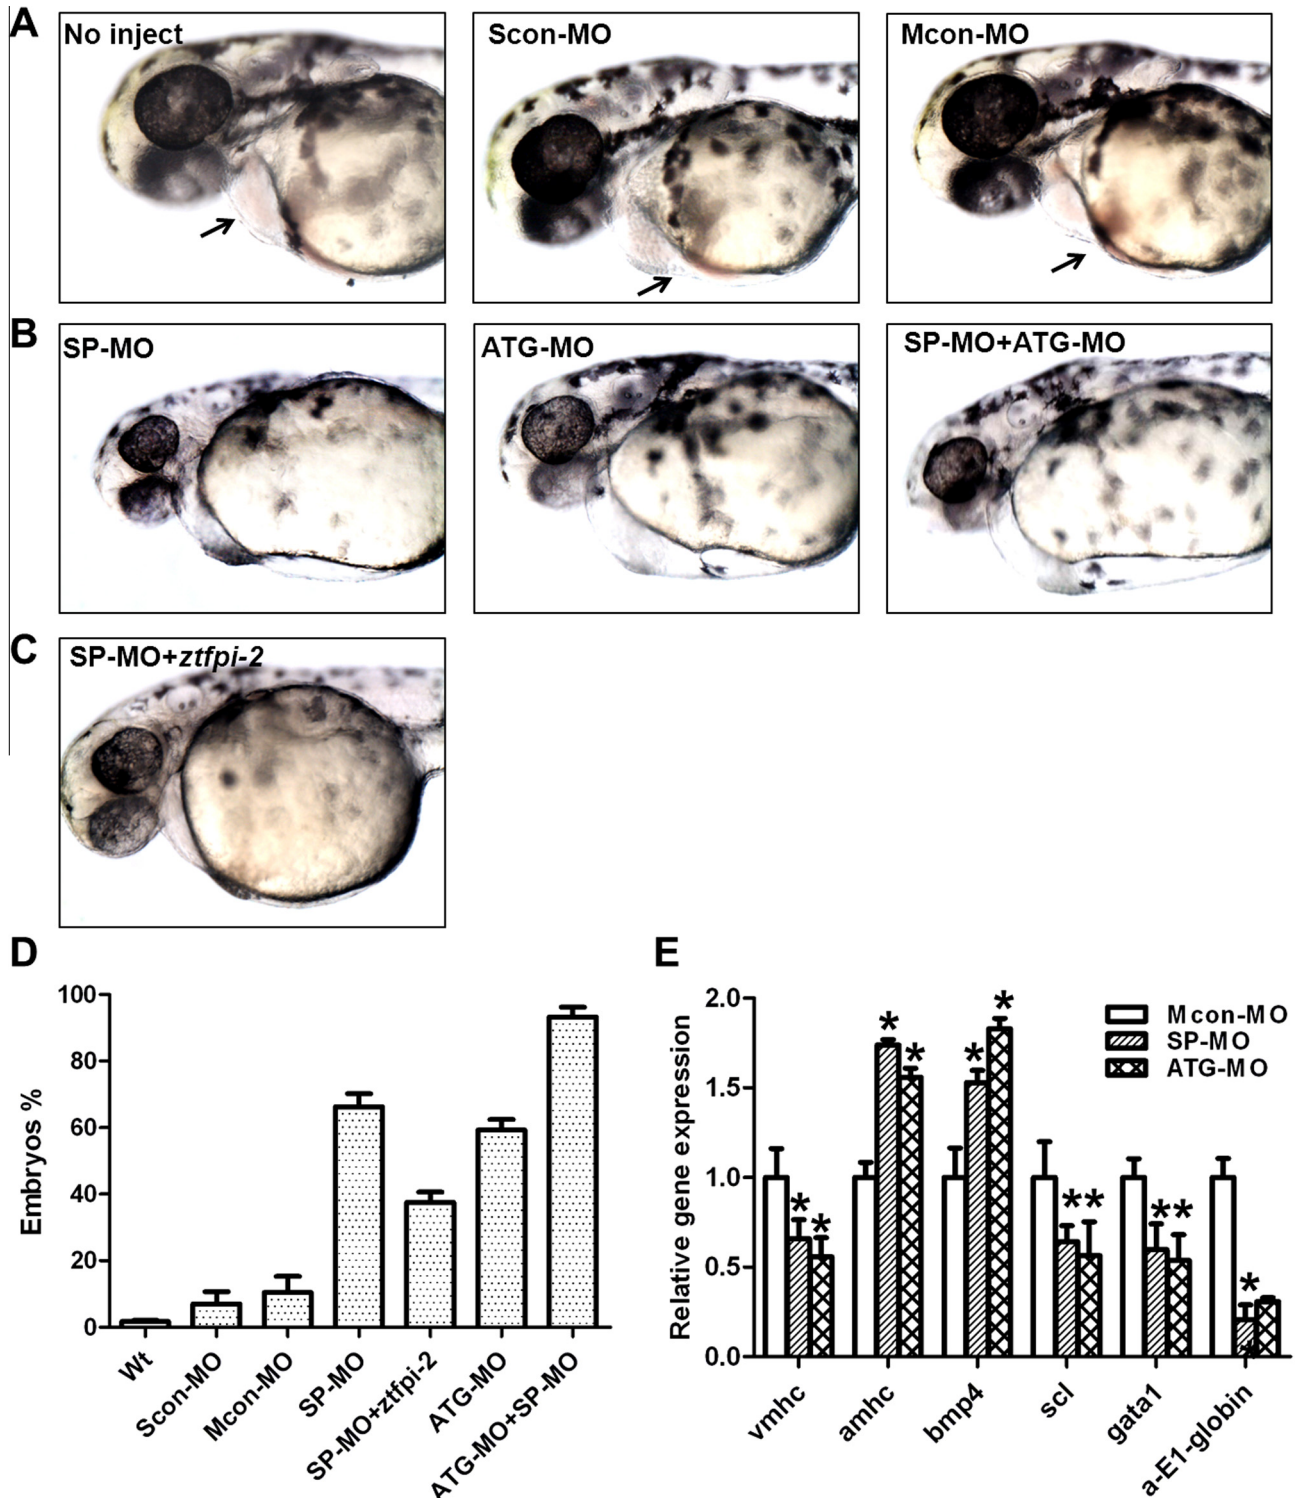 A
No inject
Scon-MO
Mcon-MO
B
SP-MO
ATG-MO
SP-MO+ATG-MO
C
SP-MO+ztfpi-2
D
Embryos %
100
80
60
40
20
0
Wt
Scon-MO
Mcon-MO
SP-MO
SP-MO+ztfpi-2
ATG-MO
ATG-MO+SP-MO
E
Relative gene expression
2.0
1.5
1.0
0.5
0.0
Mcon-MO
SP-MO
ATG-MO
* *
* *
* *
**
**
*
*
vmhc
amhc
bmp4
scl
gata1
a-E1-globin